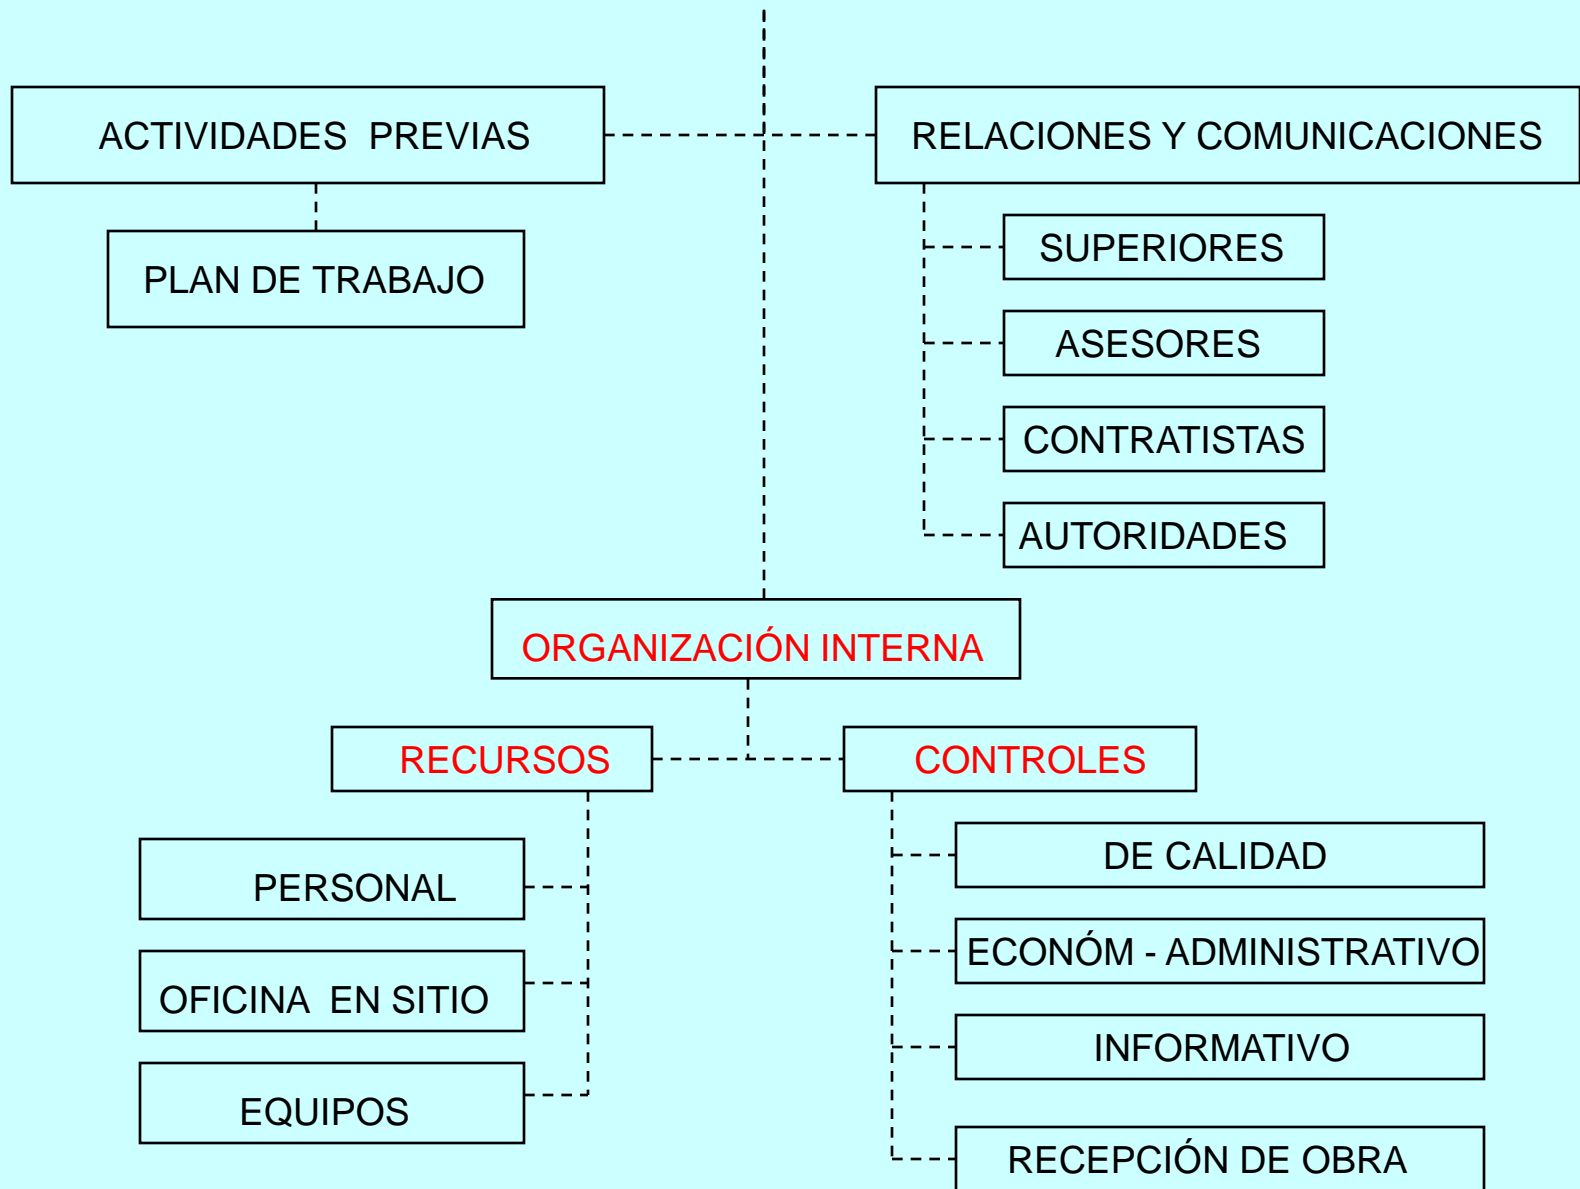 ACTIVIDADES PREVIAS
RELACIONES Y COMUNICACIONES
PLAN DE TRABAJO
SUPERIORES
ASESORES
CONTRATISTAS
AUTORIDADES
ORGANIZACIÓN INTERNA
RECURSOS
CONTROLES
PERSONAL
OFICINA EN SITIO
EQUIPOS
DE CALIDAD
ECONÓM - ADMINISTRATIVO
INFORMATIVO
RECEPCIÓN DE OBRA